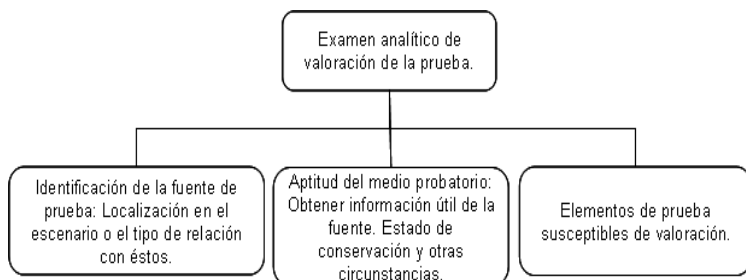 Examen analítico de
valoración de la prueba.
Identificación de la fuente de
prueba: Localización en el
escenario o el tipo de relación
con éstos.
Aptitud del medio probatorio:
Obtener información útil de la
fuente. Estado de
conservación y otras
circunstancias.
Elementos de prueba
susceptibles de valoración.